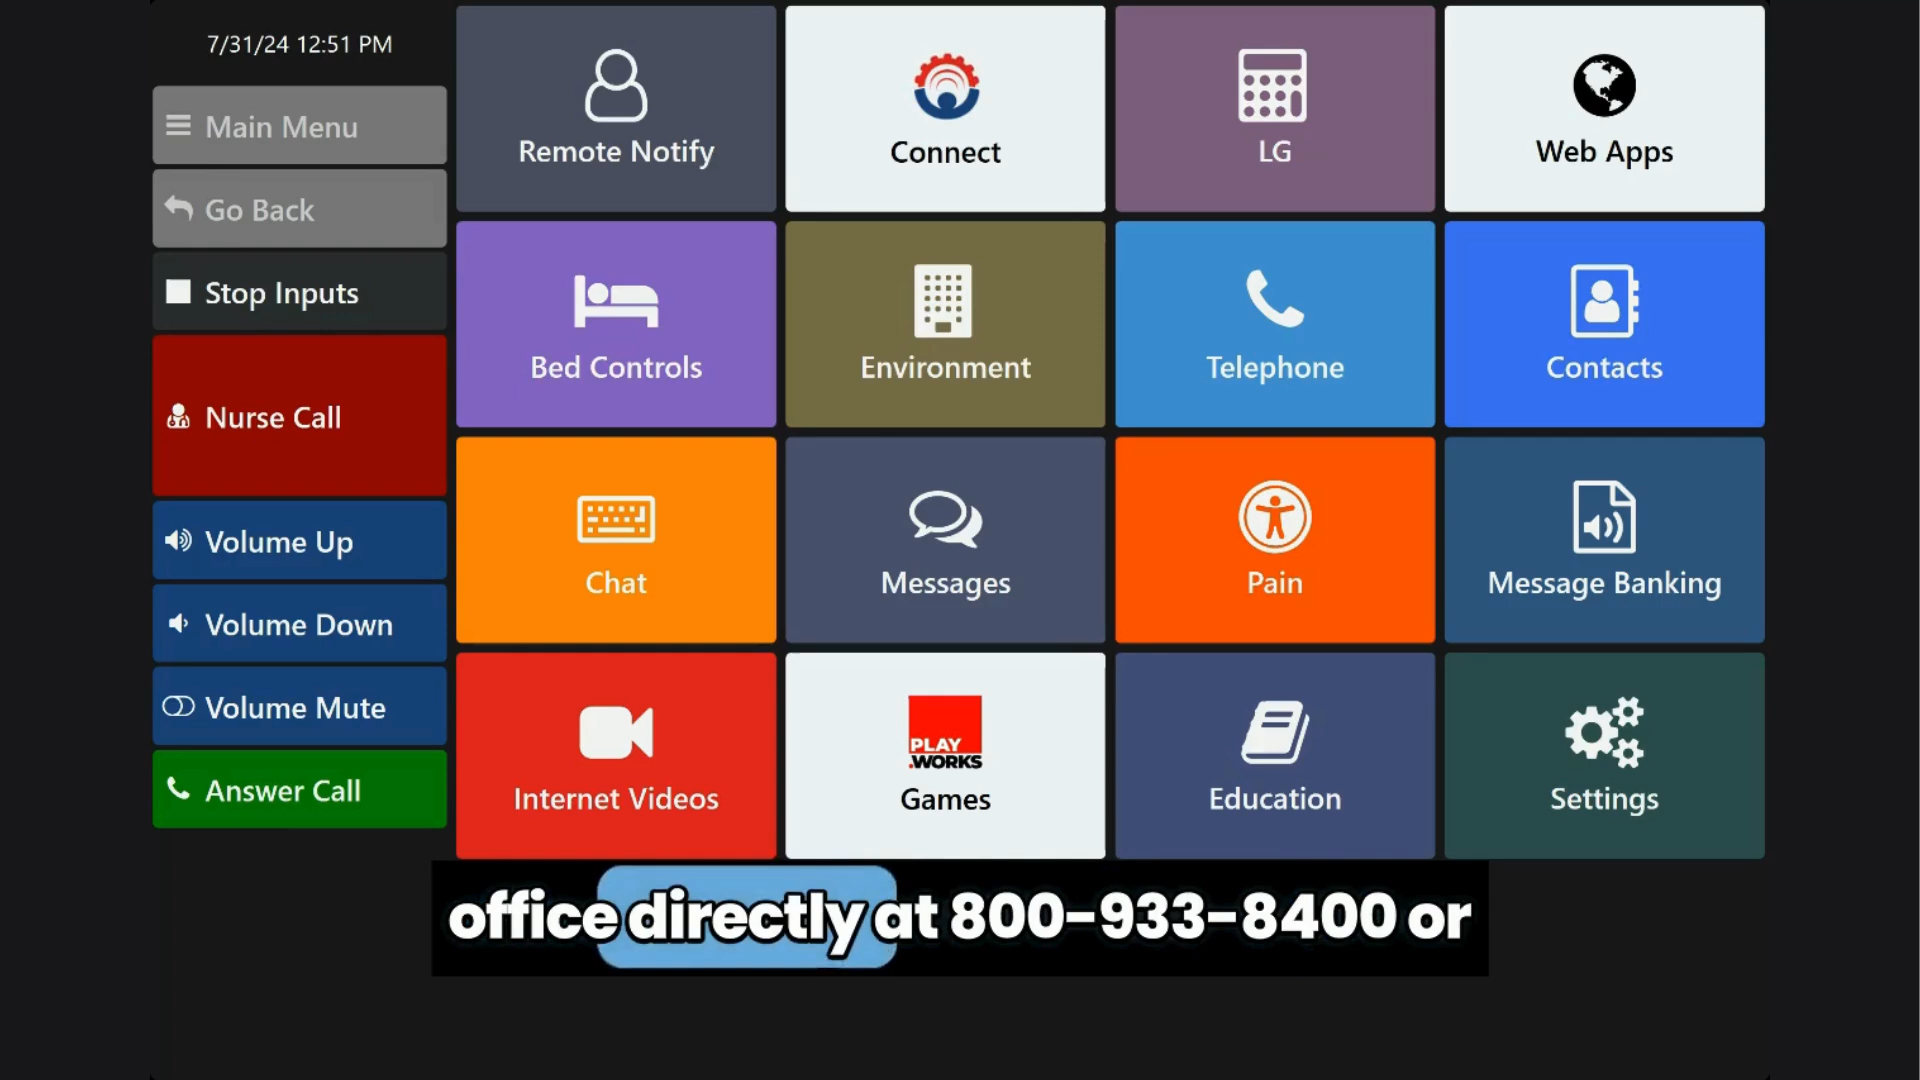 7/31/24 12:51 PM
Main Menu
Go Back
Stop Inputs
Nurse Call
Volume Up
Volume Down
Volume Mute
Answer Call
Remote Notify
Connect
LG
Web Apps
Bed Controls
Environment
Telephone
Contacts
Chat
Messages
Pain
Message Banking
Internet Videos
PLAY
.WORKS
Games
Education
Settings
office directly at 800-933-8400 or